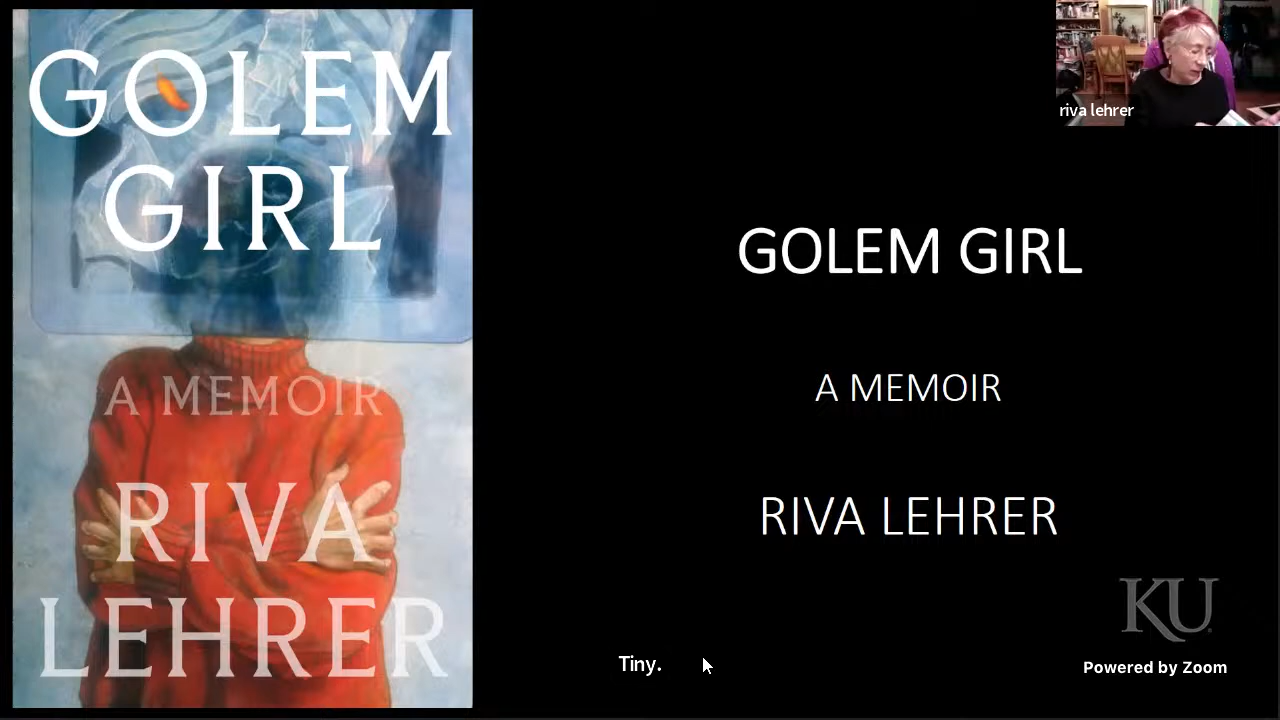 GOLEM
GIRL
A MEMOIR
RIVA
LEHRER
riva lehrer
GOLEM GIRL
A MEMOIR
RIVA LEHRER
KU
Powered by Zoom
Tiny.